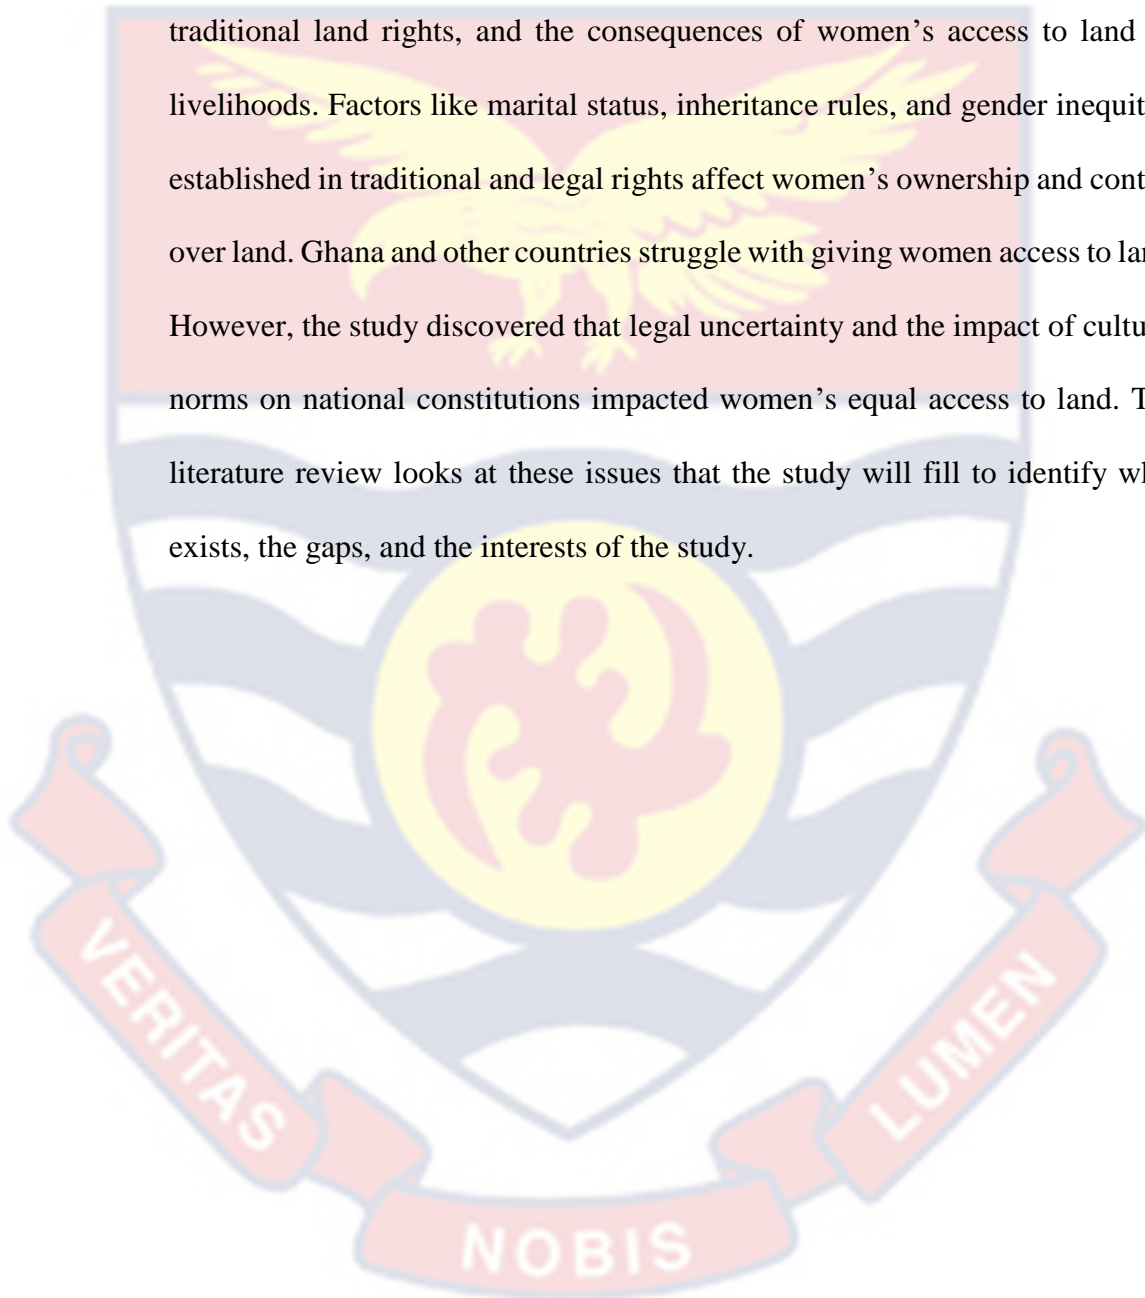 traditional land rights, and the consequences of women’s access to land
livelihoods. Factors like marital status, inheritance rules, and gender
established in traditional and legal rights affect women’s ownership and
over land. Ghana and other countries struggle with giving women access to
However, the study discovered that legal uncertainty and the impact of
norms on national constitutions impacted women’s equal access to land.
literature review looks at these issues that the study will fill to identify
exists, the gaps, and the interests of the study.
VERITAS
NOBIS
LUMEN